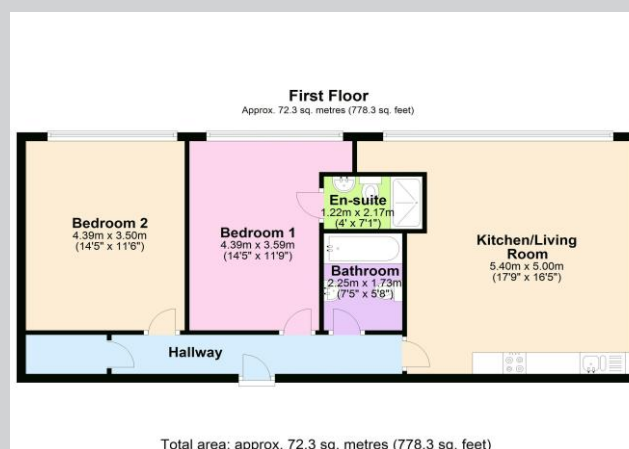 First Floor
Approx. 72.3 sq. metres (778.3 sq. feet)
Bedroom 2
4.39m x 3.50m
(14'5" x 11'6")
Bedroom 1
4.39m x 3.59m
(14'5" x 11'9")
En-suite
1.22m x 2.17m
(4' x 7'1")
Bathroom
2.25m x 1.73m
(7'5" x 5'8")
Kitchen/Living
Room
5.40m x 5.00m
(17'9" x 16'5")
Hallway
Total area: approx. 72.3 sq. metres (778.3 sq. feet)